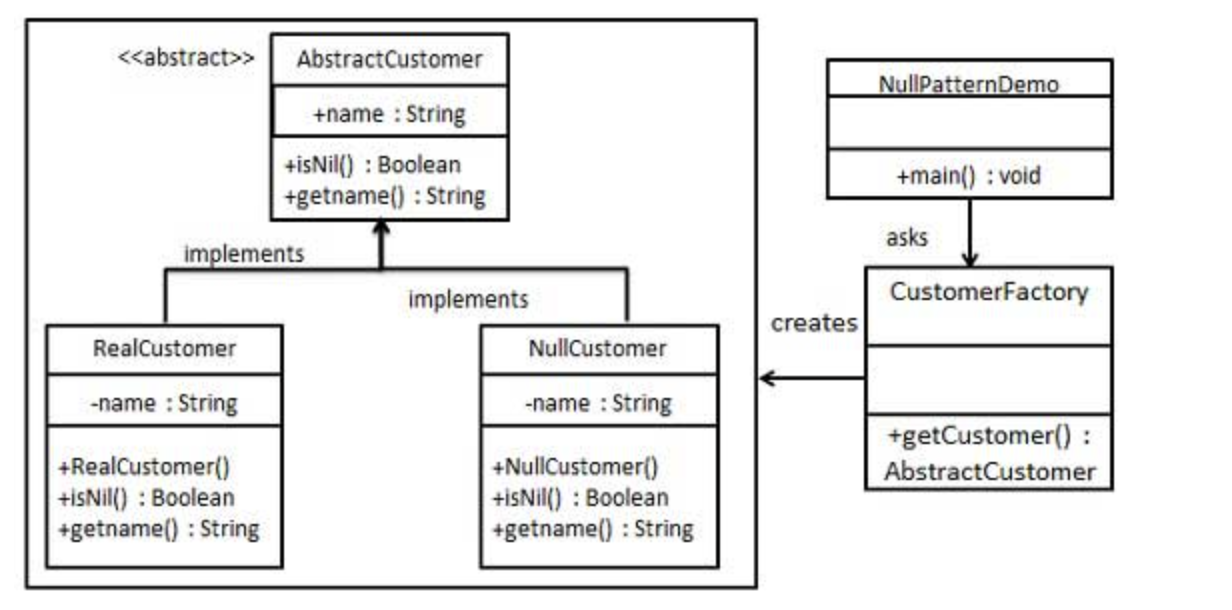 <<abstract>>
AbstractCustomer
+name : String
+isNil() : Boolean
+getname() : String
implements
implements
RealCustomer
-name : String
+RealCustomer()
+isNil() : Boolean
+getname() : String
NullCustomer
-name : String
+NullCustomer()
+isNil() : Boolean
+getname() : String
NullPatternDemo
+main() : void
asks
CustomerFactory
creates
+getCustomer() :
AbstractCustomer